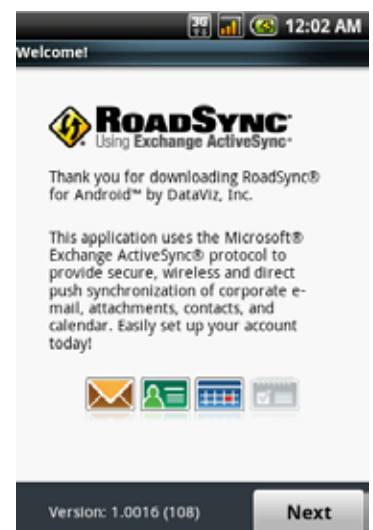 3G 12:02 AM
Welcome!
ROADSYNC
Using Exchange ActiveSync
Thank you for downloading RoadSync®
for Android™ by DataViz, Inc.
This application uses the Microsoft®
Exchange ActiveSync® protocol to
provide secure, wireless and direct
push synchronization of corporate e-
mail, attachments, contacts, and
calendar. Easily set up your account
today!
Version: 1.0016 (108)
Next